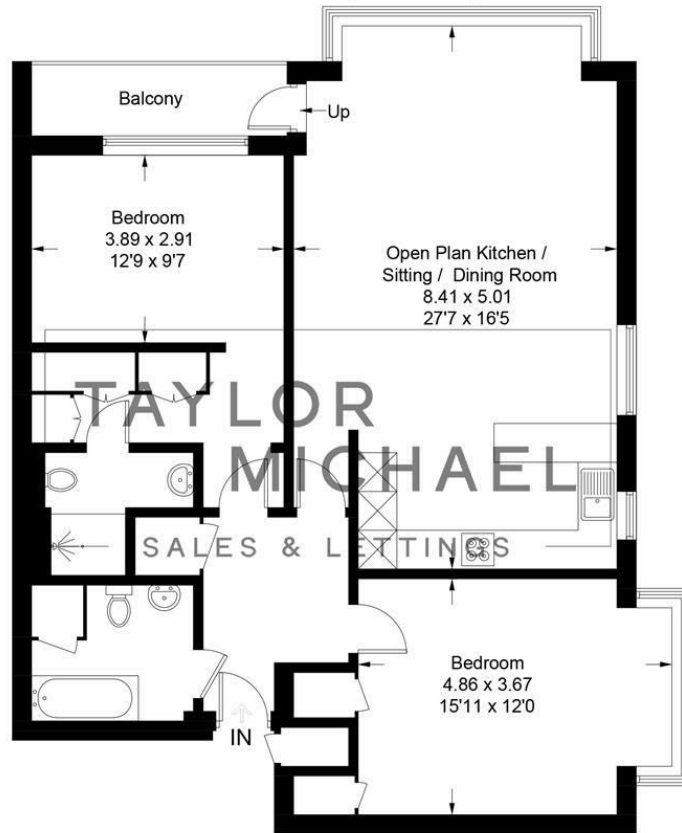 Balcony
Up
Bedroom
3.89 x 2.91
12'9 x 9'7
Open Plan Kitchen /
Sitting / Dining Room
8.41 x 5.01
27'7 x 16'5
TAYLOR
MICHAEL
SALES & LETTINGS
Bedroom
4.86 x 3.67
15'11 x 12'0
IN